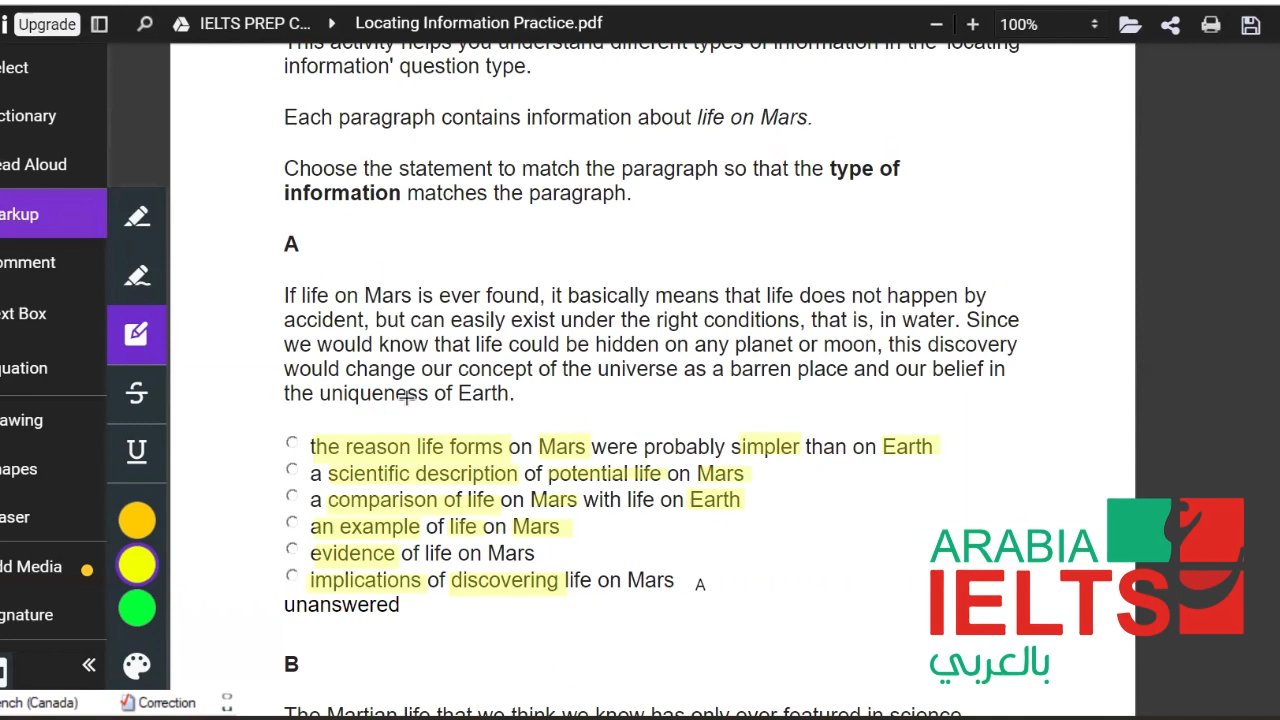 i Upgrade IELTS PREP C... Locating Information Practice.pdf 100%
This activity helps you understand different types of information in the 'locating
information' question type.
Each paragraph contains information about life on Mars.
Choose the statement to match the paragraph so that the type of
information matches the paragraph.
A
If life on Mars is ever found, it basically means that life does not happen by
accident, but can easily exist under the right conditions, that is, in water. Since
we would know that life could be hidden on any planet or moon, this discovery
would change our concept of the universe as a barren place and our belief in
the uniqueness of Earth.
the reason life forms on Mars were probably simpler than on Earth
a scientific description of potential life on Mars
a comparison of life on Mars with life on Earth
an example of life on Mars
evidence of life on Mars
implications of discovering life on Mars A
unanswered
B
The Martian life that we think we know has only ever featured in science
elect
ctionary
ead Aloud
arkup
omment
ext Box
quation
rawing
hapes
aser
dd Media
gnature
ench (Canada) Correction
ARABIA
IELTS
بالعربي